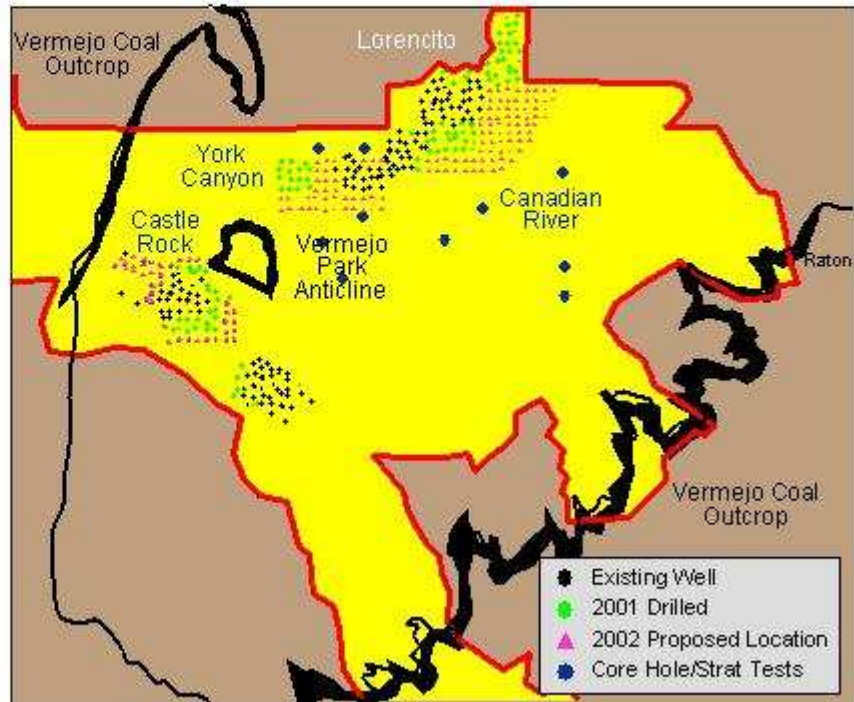 Vermejo Coal
Outcrop
Lorencito
York
Canyon
Castle
Rock
Vermejo
Park
Anticline
Canadian
River
Raton
Vermejo Coal
Outcrop
Existing Well
2001 Drilled
2002 Proposed Location
Core Hole/Strat Tests